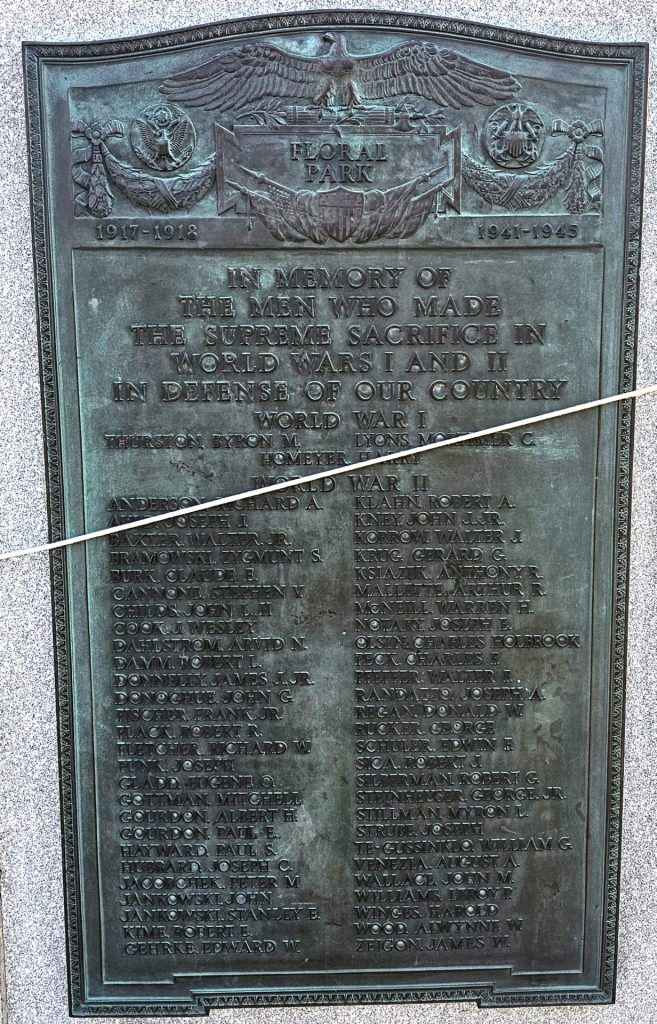 FLORAL
PARK
1917-1918 1941-1945
IN MEMORY OF
THE MEN WHO MADE
THE SUPREME SACRIFICE IN
WORLD WARS I AND II
IN DEFENSE OF OUR COUNTRY
WORLD WAR I
THURSTON, BYRON M. LYONS, C.
HOMEYER, HARRY
WORLD WAR II
ANDERSON, RICHARD A.
JOSEPH J.
BAXTER, WALTER, JR.
BRAMOWSKI, ZYGMUNT S.
BURK, CLAUDE E.
CANNONE, STEPHEN V.
CHILDS, JOHN L. II
COOK, J. WESLEY
DAHLSTROM, ARVID N.
DAMM, ROBERT L.
DONNELLY, JAMES J. JR.
DONOGHUE, JOHN G.
FISCHER, FRANK, JR.
FLACK, ROBERT R.
FLETCHER, RICHARD W.
FUNK, JOSEPH
GLADD, EUGENE O.
GOTTMAN, MITCHELL
GOURDON, ALBERT H.
GOURDON, PAUL E.
HAYWARD, PAUL S.
HUBBARD, JOSEPH C.
JACOBCHEK, PETER M.
JANKOWSKI, JOHN
JANKOWSKI, STANLEY E.
KIME, ROBERT E.
GEHRKE, EDWARD W.
KLAHN, ROBERT A.
KNEY, JOHN J. JR.
KORROW, WALTER J.
KRUG, GERARD G.
KSIAZEK, ANTHONY R.
MALLETTE, ARTHUR R.
McNEILL, WARREN H.
NOTARY, JOSEPH E.
OLSEN, CHARLES HOLBROOK
PECK, CHARLES F.
PFEFFER, WALTER F.
RANDAZZO, JOSEPH A.
REGAN, DONALD W.
RUCKER, GEORGE
SCHULER, EDWIN F.
SICA, ROBERT J.
SILBERMAN, ROBERT G.
STEINHEUSER, GEORGE, JR.
STILLMAN, MYRON L.
STRUBE, JOSEPH
TE-GUSSINKLO, WILLIAM G.
VENEZIA, AUGUST A.
WALLACE, JOHN M.
WILLIAMS, LEROY P.
WINGES, HAROLD
WOOD, ADWYNNE W.
ZEIGON, JAMES W.